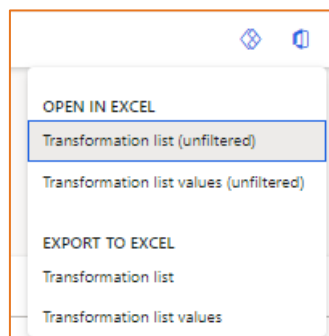 OPEN IN EXCEL
Transformation list (unfiltered)
Transformation list values (unfiltered)
EXPORT TO EXCEL
Transformation list
Transformation list values